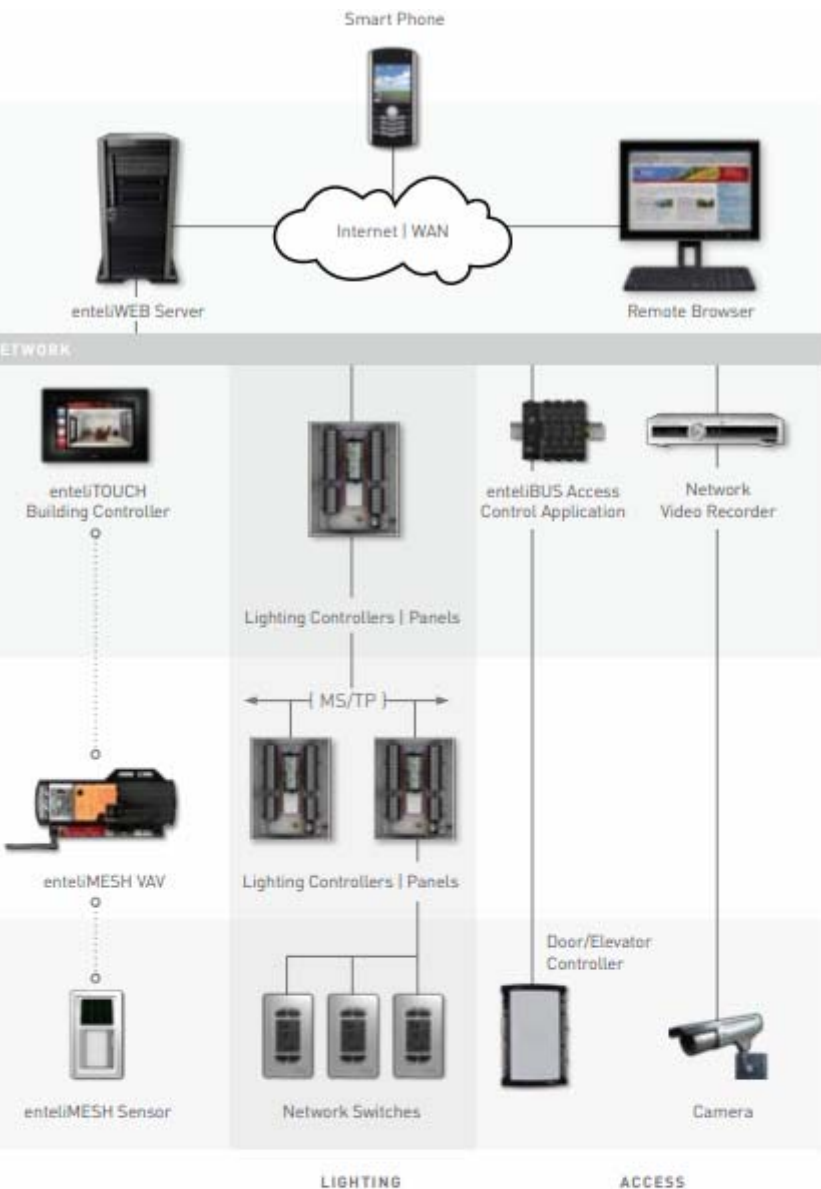 Smart Phone
Internet | WAN
enteliWEB Server
Remote Browser
ETWORK
enteliTOUCH
Building Controller
enteliBUS Access
Control Application
Network
Video Recorder
Lighting Controllers | Panels
{ MS/TP }
enteliMESH VAV
Lighting Controllers | Panels
Door/Elevator
Controller
enteliMESH Sensor
Network Switches
Camera
LIGHTING
ACCESS